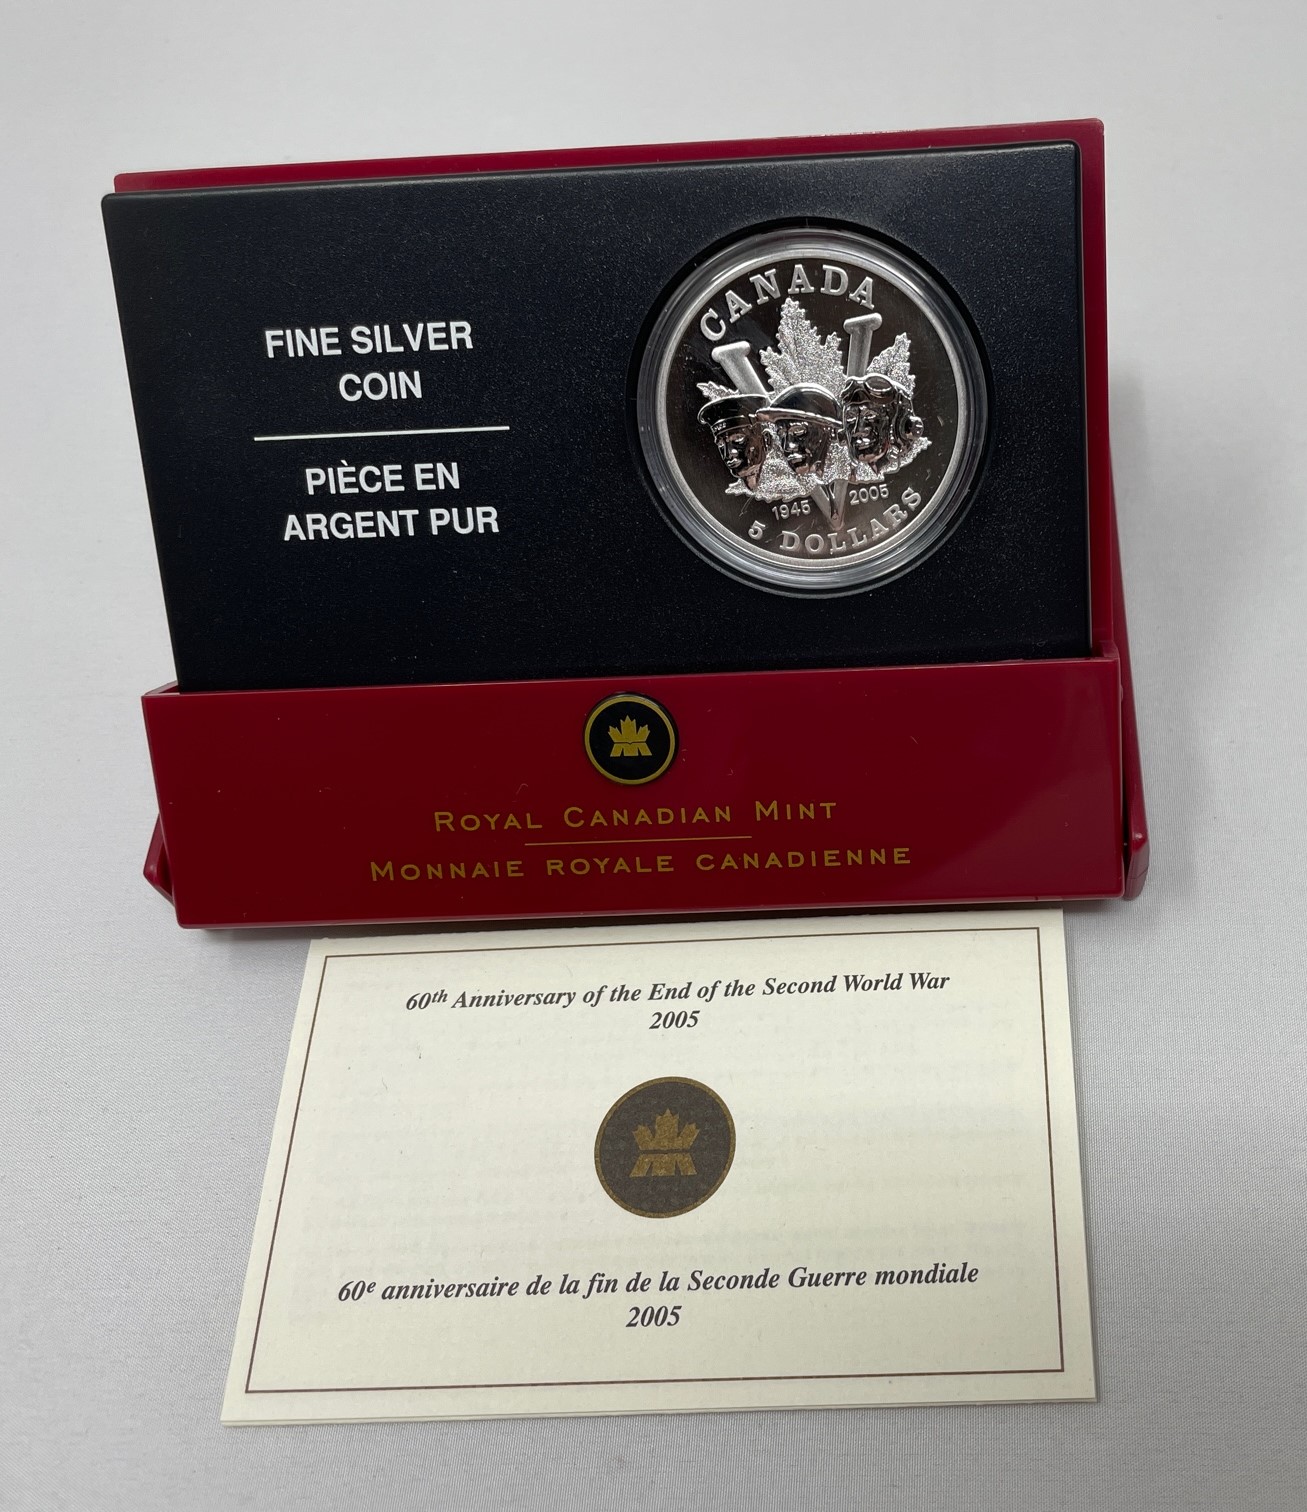 FINE SILVER
COIN
PIÈCE EN
ARGENT PUR
CANADA
1945 2005
5 DOLLARS
ROYAL CANADIAN MINT
MONNAIE ROYALE CANADIENNE
60th Anniversary of the End of the Second World War
2005
60e anniversaire de la fin de la Seconde Guerre mondiale
2005